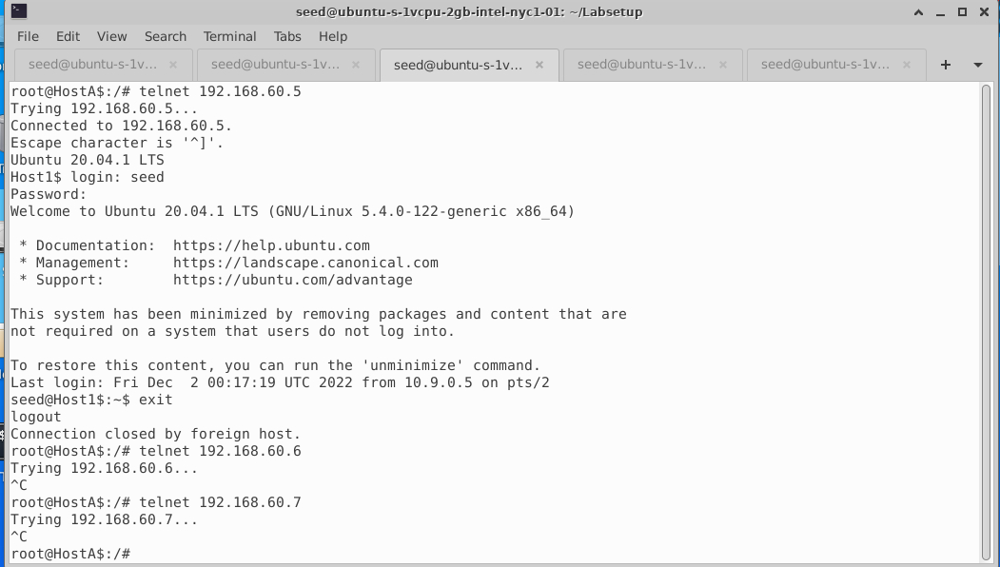 seed@ubuntu-s-1vcpu-2gb-intel-nyc1-01: ~/Labsetup
File Edit View Search Terminal Tabs Help
seed@ubuntu-s-1v... × seed@ubuntu-s-1v... × seed@ubuntu-s-1v... × seed@ubuntu-s-1v... × seed@ubuntu-s-1v... ×
root@HostA$:/# telnet 192.168.60.5
Trying 192.168.60.5...
Connected to 192.168.60.5.
Escape character is '^]'.
Ubuntu 20.04.1 LTS
Host1$ login: seed
Password:
Welcome to Ubuntu 20.04.1 LTS (GNU/Linux 5.4.0-122-generic x86_64)
* Documentation:  https://help.ubuntu.com
* Management:     https://landscape.canonical.com
* Support:        https://ubuntu.com/advantage
This system has been minimized by removing packages and content that are
not required on a system that users do not log into.
To restore this content, you can run the 'unminimize' command.
Last login: Fri Dec  2 00:17:19 UTC 2022 from 10.9.0.5 on pts/2
seed@Host1$:~$ exit
logout
Connection closed by foreign host.
root@HostA$:/# telnet 192.168.60.6
Trying 192.168.60.6...
^C
root@HostA$:/# telnet 192.168.60.7
Trying 192.168.60.7...
^C
root@HostA$:/#